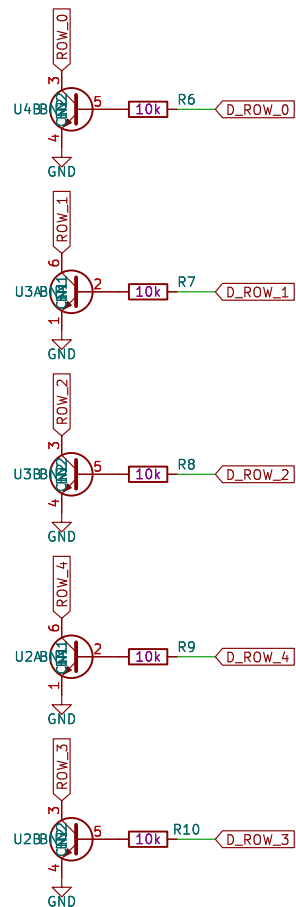 ROW_0
3
U4B
5
10k
R6
D_ROW_0
4
GND
ROW_1
6
U3A
2
10k
R7
D_ROW_1
1
GND
ROW_2
3
U3B
5
10k
R8
D_ROW_2
4
GND
ROW_4
6
U2A
2
10k
R9
D_ROW_4
1
GND
ROW_3
3
U2B
5
10k
R10
D_ROW_3
4
GND